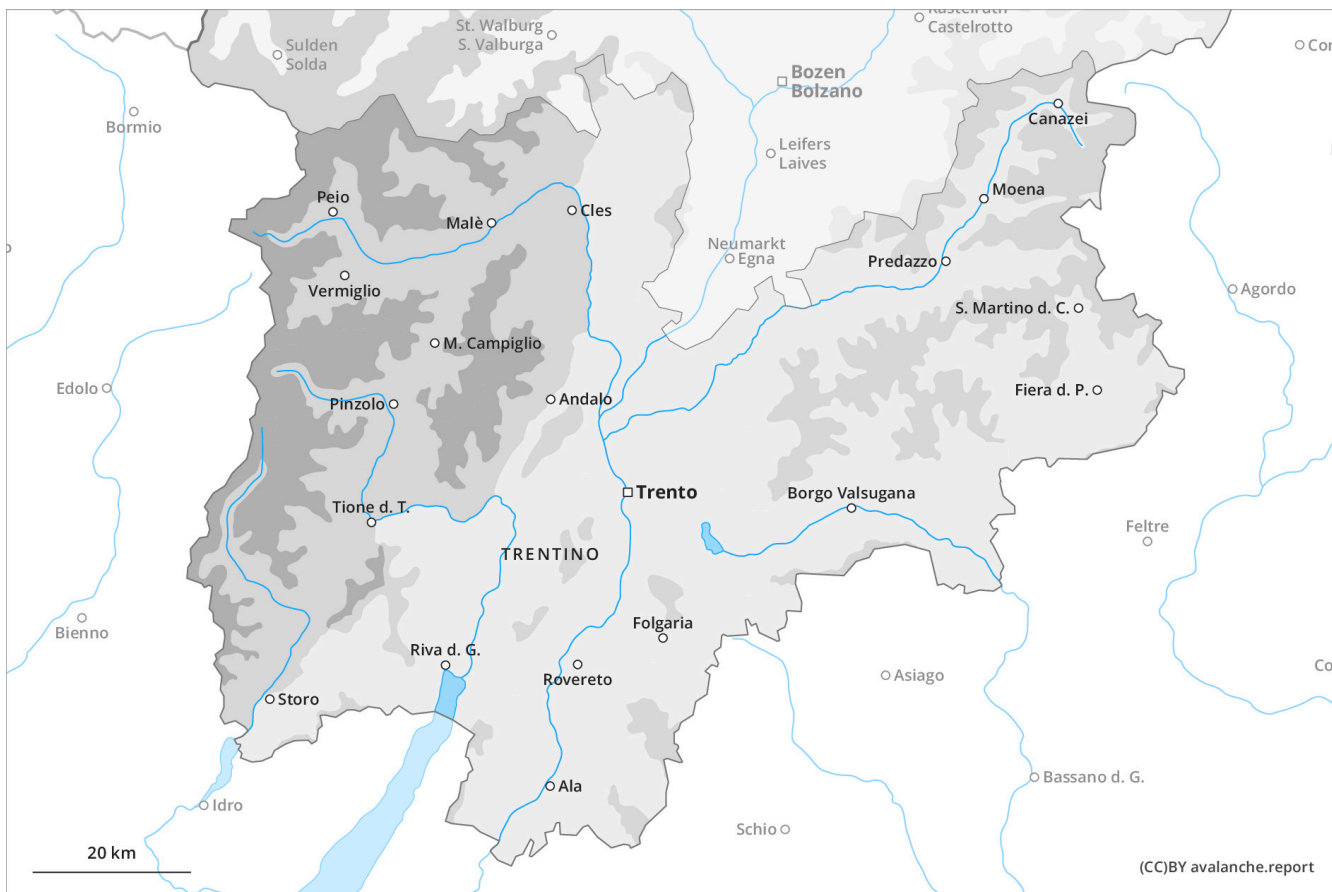 Kastelruth
Castelrotto
St. Walburg
S. Valburga
Sulden
Solda
Bozen
Bolzano
Bormio
Canazei
Leifers
Laives
Peio
Moena
Malè
Cles
Neumarkt
Egna
Predazzo
Vermiglio
Agordo
S. Martino d. C.
M. Campiglio
Edolo
Fiera d. P.
Andalo
Pinzolo
Trento
Borgo Valsugana
Tione d. T.
Feltre
TRENTINO
Bienno
Folgaria
Riva d. G.
Rovereto
Asiago
Storo
Bassano d. G.
Ala
Idro
Schio
20 km
(CC)BY avalanche.report